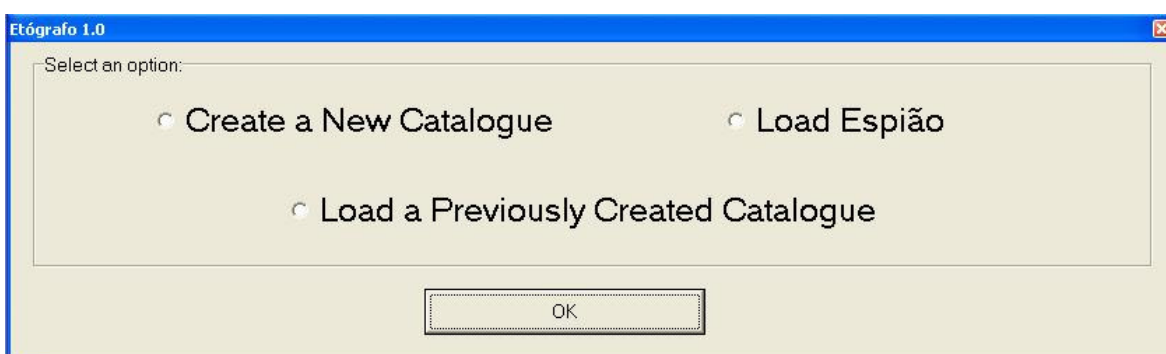 Etógrafo 1.0
Select an option:
Create a New Catalogue
Load Espião
Load a Previously Created Catalogue
OK